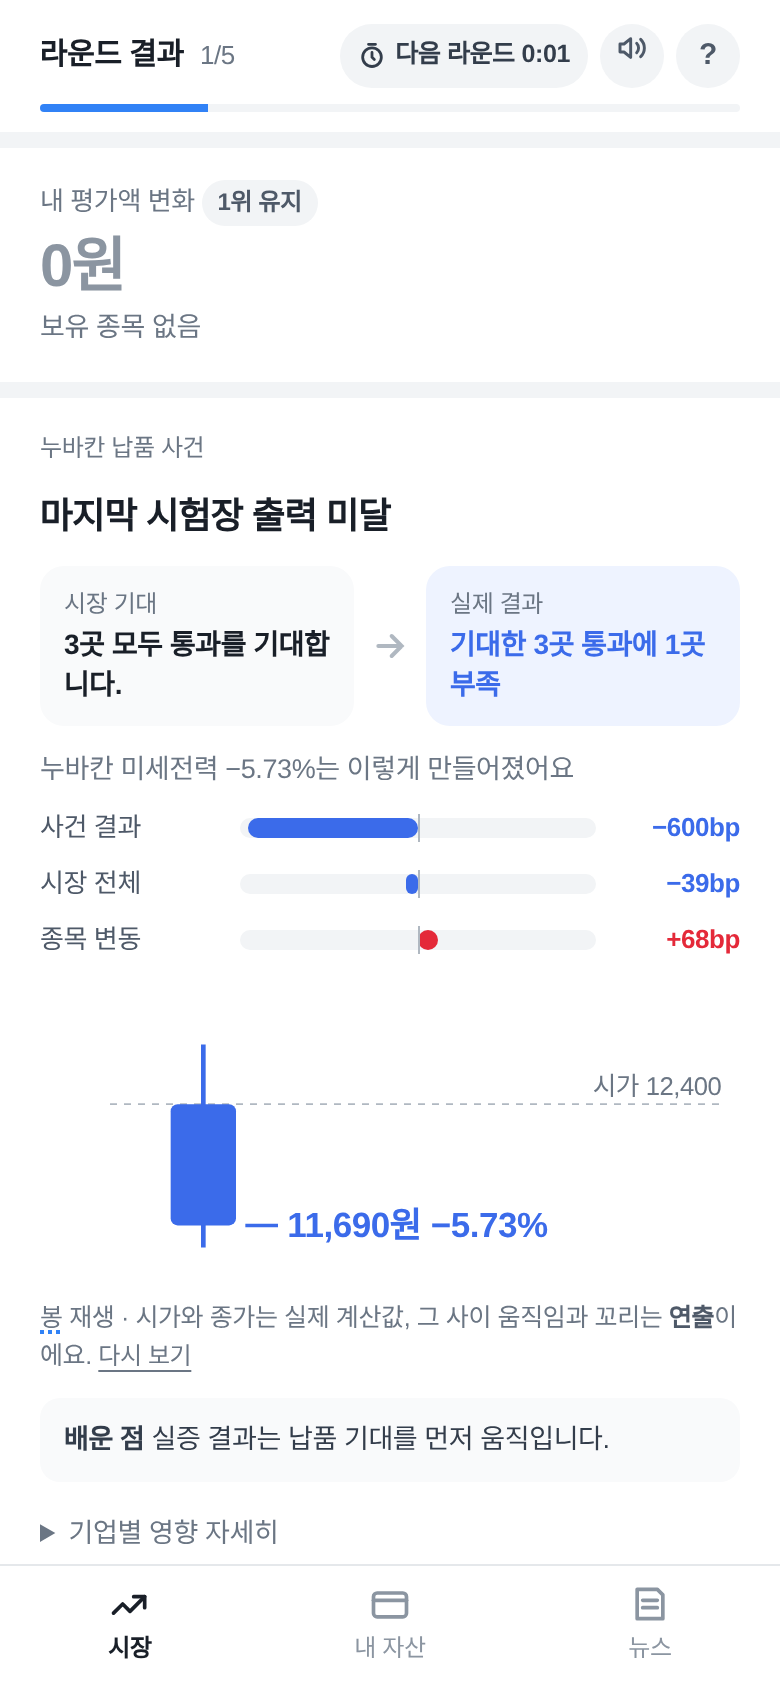 라운드 결과 1/5
다음 라운드 0:01
?
내 평가액 변화 1위 유지
0원
보유 종목 없음
누바칸 납품 사건
마지막 시험장 출력 미달
시장 기대
3곳 모두 통과를 기대합
니다.
실제 결과
기대한 3곳 통과에 1곳
부족
누바칸 미세전력 −5.73%는 이렇게 만들어졌어요
사건 결과 −600bp
시장 전체 −39bp
종목 변동 +68bp
시가 12,400
11,690원 −5.73%
봉 재생 · 시가와 종가는 실제 계산값, 그 사이 움직임과 꼬리는 연출이
에요. 다시 보기
배운 점 실증 결과는 납품 기대를 먼저 움직입니다.
기업별 영향 자세히
시장
내 자산
뉴스